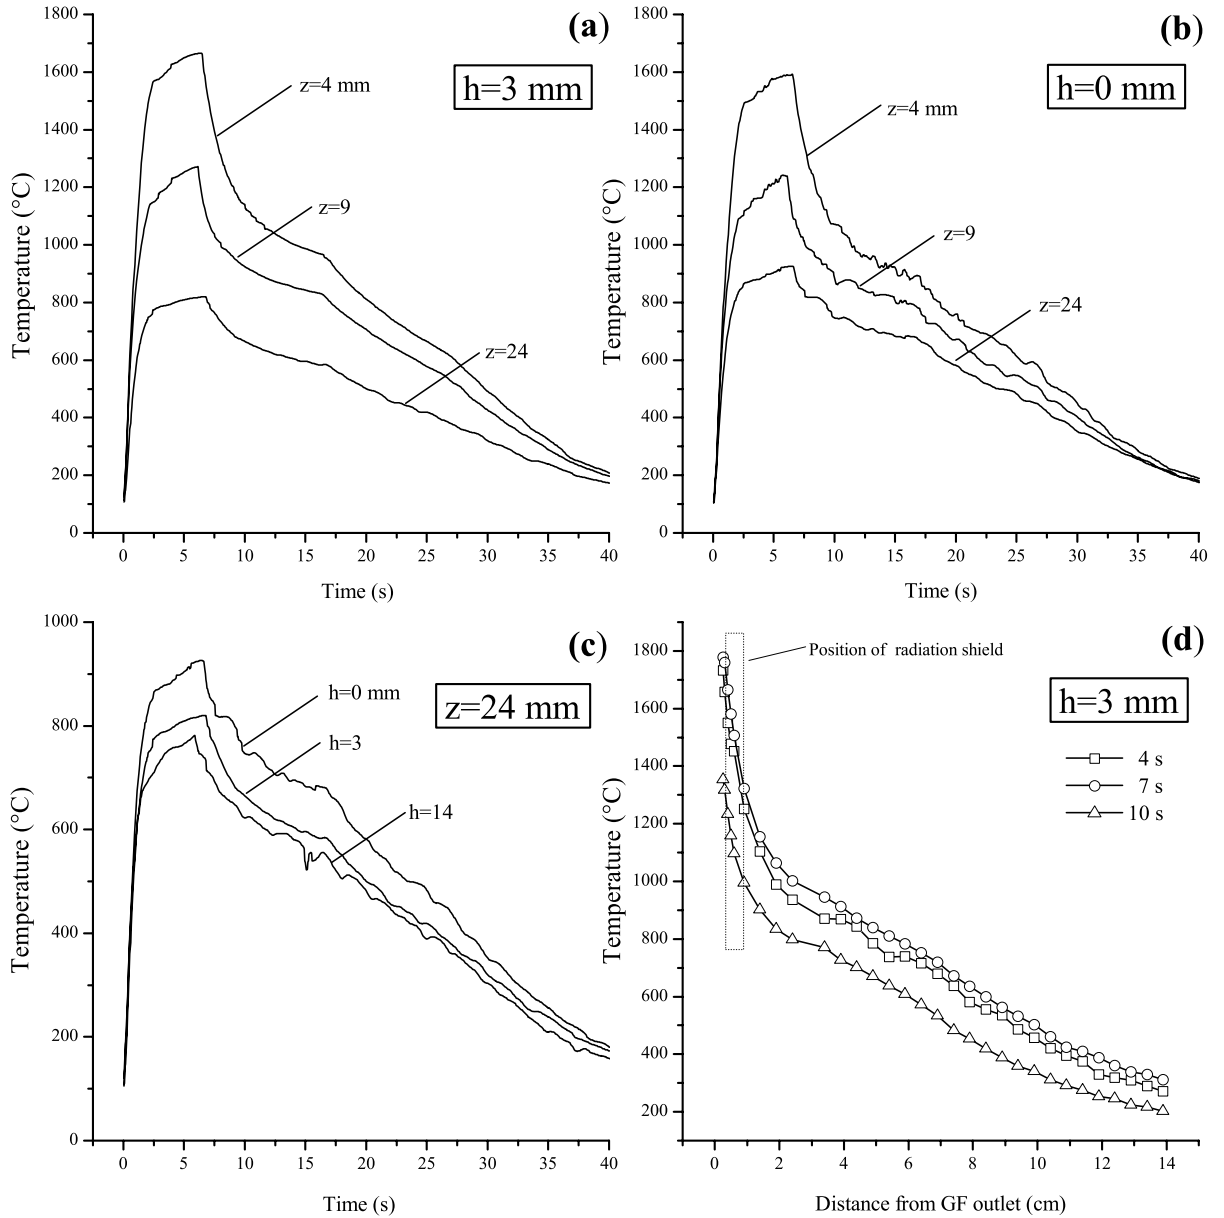 (a)
h=3 mm
z=4 mm
z=9
z=24
Temperature (°C)
1800
1600
1400
1200
1000
800
600
400
200
0
0 5 10 15 20 25 30 35 40
Time (s)
(b)
h=0 mm
z=4 mm
z=9
z=24
Temperature (°C)
1800
1600
1400
1200
1000
800
600
400
200
0
0 5 10 15 20 25 30 35 40
Time (s)
(c)
z=24 mm
h=0 mm
h=3
h=14
Temperature (°C)
1000
800
600
400
200
0
0 5 10 15 20 25 30 35 40
Time (s)
(d)
Position of radiation shield
h=3 mm
4 s
7 s
10 s
Temperature (°C)
1800
1600
1400
1200
1000
800
600
400
200
0 2 4 6 8 10 12 14
Distance from GF outlet (cm)